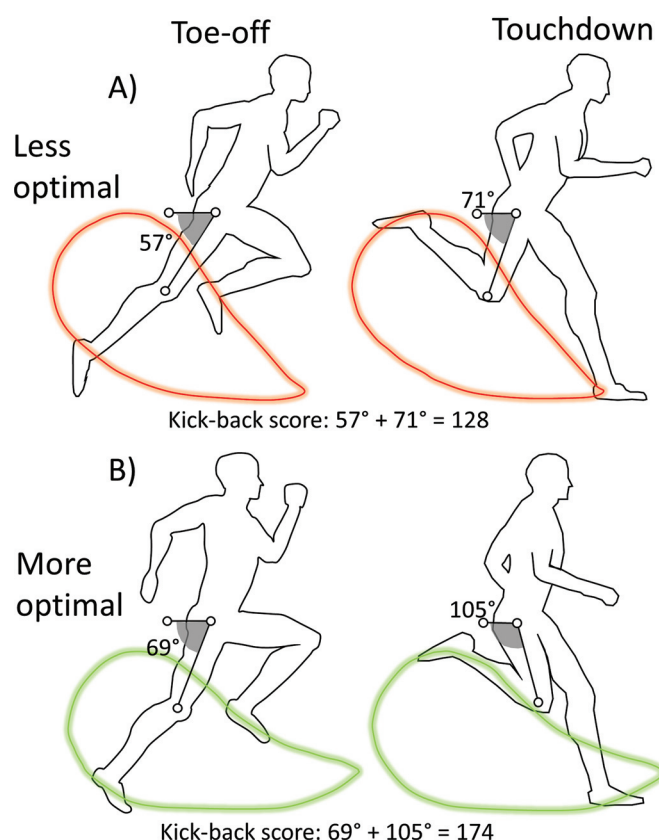 Toe-off
Touchdown
A)
Less
optimal
57°
71°
Kick-back score: 57° + 71° = 128
B)
More
optimal
69°
105°
Kick-back score: 69° + 105° = 174